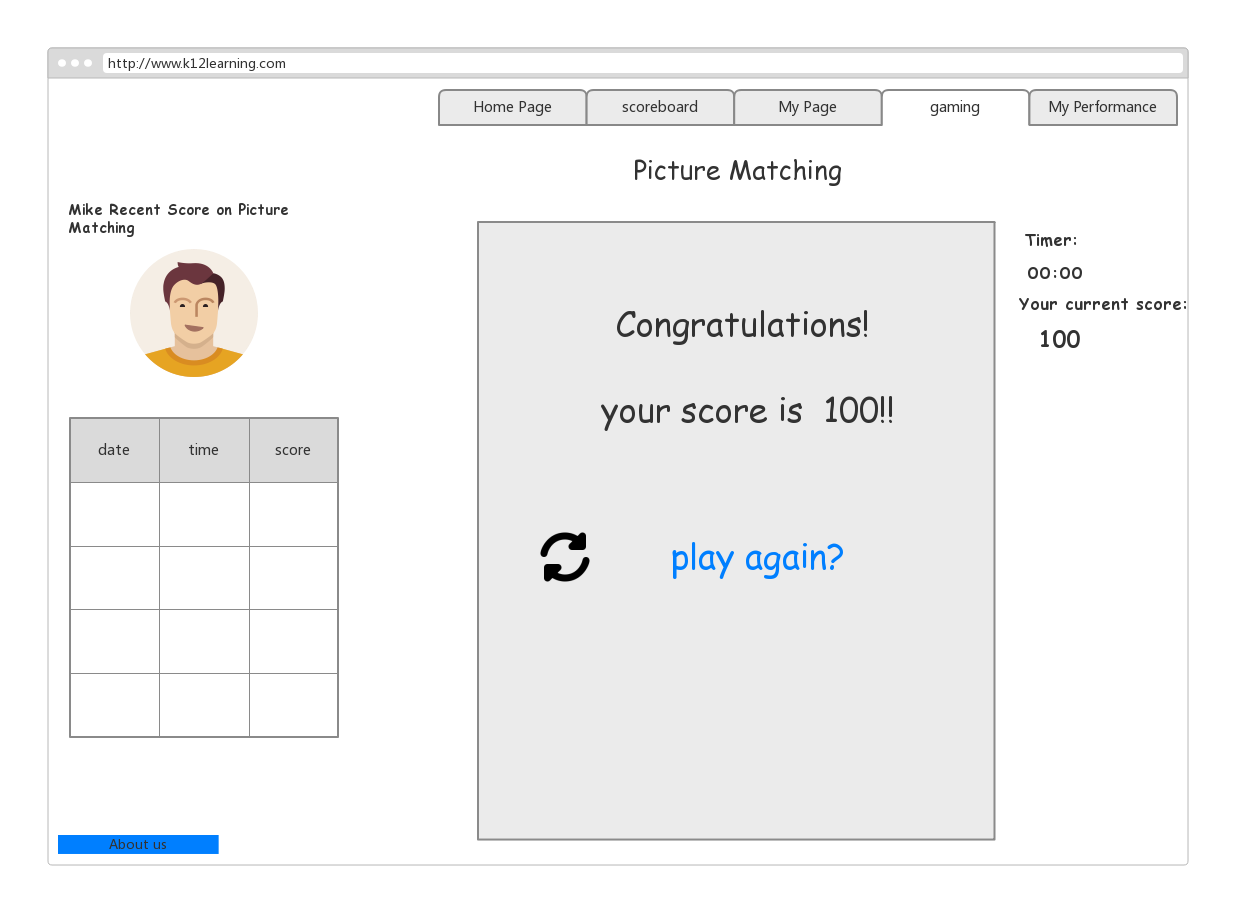 http://www.k12learning.com
Home Page
scoreboard
My Page
gaming
My Performance
Picture Matching
Mike Recent Score on Picture
Matching
date
time
score
Congratulations!
your score is 100!!
play again?
Timer:
00:00
Your current score:
100
About us